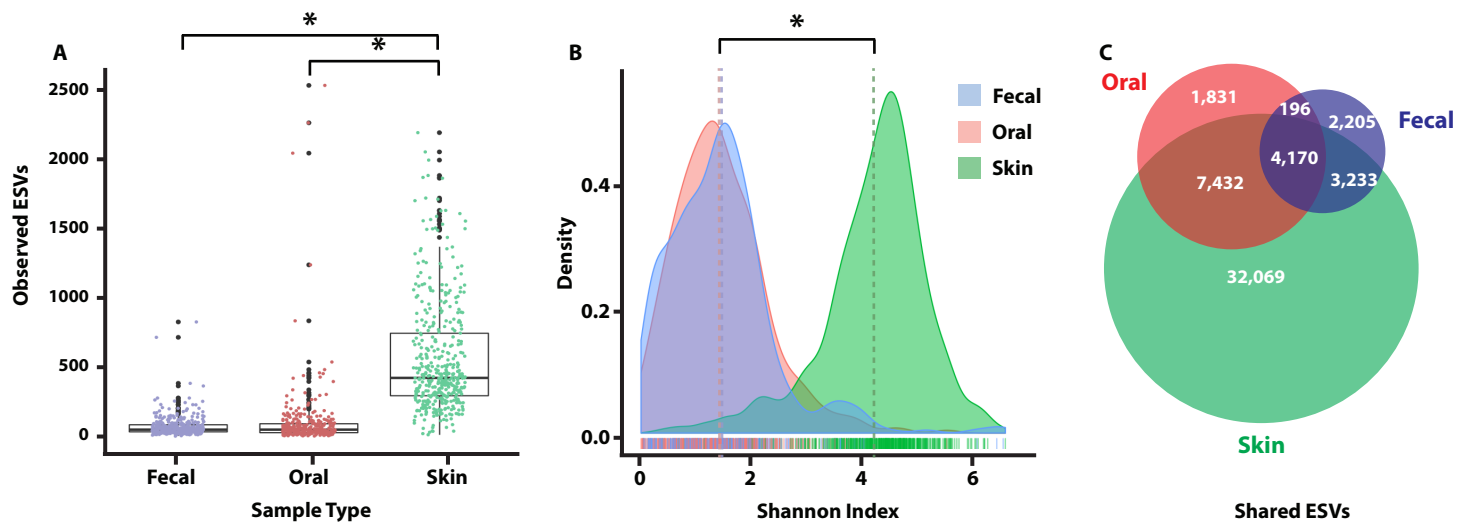 A
*
*
Observed ESVs
2500
2000
1500
1000
500
0
Fecal
Oral
Skin
Sample Type
B
*
Density
0.4
0.2
0.0
0
2
4
6
Shannon Index
Fecal
Oral
Skin
C
Oral
1,831
196
2,205
Fecal
4,170
7,432
3,233
32,069
Skin
Shared ESVs